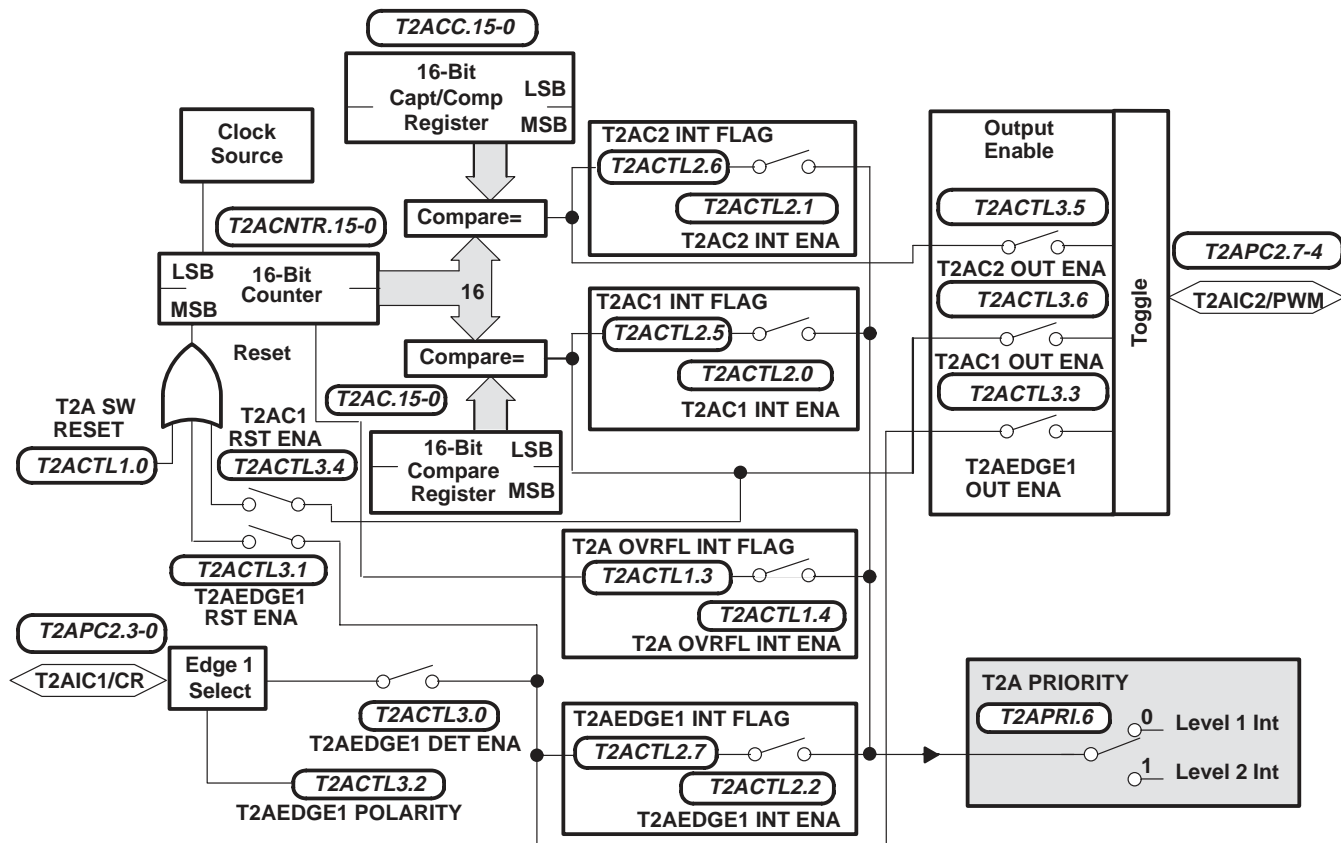 T2ACC.15-0
16-Bit
Capt/Comp
Register
LSB
MSB
Clock
Source
T2ACNTR.15-0
LSB
MSB
16-Bit
Counter
16
Compare=
Compare=
Reset
T2AC.15-0
16-Bit
Compare
Register
LSB
MSB
T2A SW
RESET
T2ACTL1.0
T2AC1
RST ENA
T2ACTL3.4
T2ACTL3.1
T2AEDGE1
RST ENA
T2APC2.3-0
T2AIC1/CR
Edge 1
Select
T2ACTL3.0
T2AEDGE1 DET ENA
T2ACTL3.2
T2AEDGE1 POLARITY
T2AC2 INT FLAG
T2ACTL2.6
T2ACTL2.1
T2AC2 INT ENA
T2AC1 INT FLAG
T2ACTL2.5
T2ACTL2.0
T2AC1 INT ENA
T2A OVRFL INT FLAG
T2ACTL1.3
T2ACTL1.4
T2A OVRFL INT ENA
T2AEDGE1 INT FLAG
T2ACTL2.7
T2ACTL2.2
T2AEDGE1 INT ENA
Output
Enable
T2ACTL3.5
T2AC2 OUT ENA
T2ACTL3.6
T2AC1 OUT ENA
T2ACTL3.3
T2AEDGE1
OUT ENA
Toggle
T2APC2.7-4
T2AIC2/PWM
T2A PRIORITY
T2APRI.6
0
Level 1 Int
1
Level 2 Int